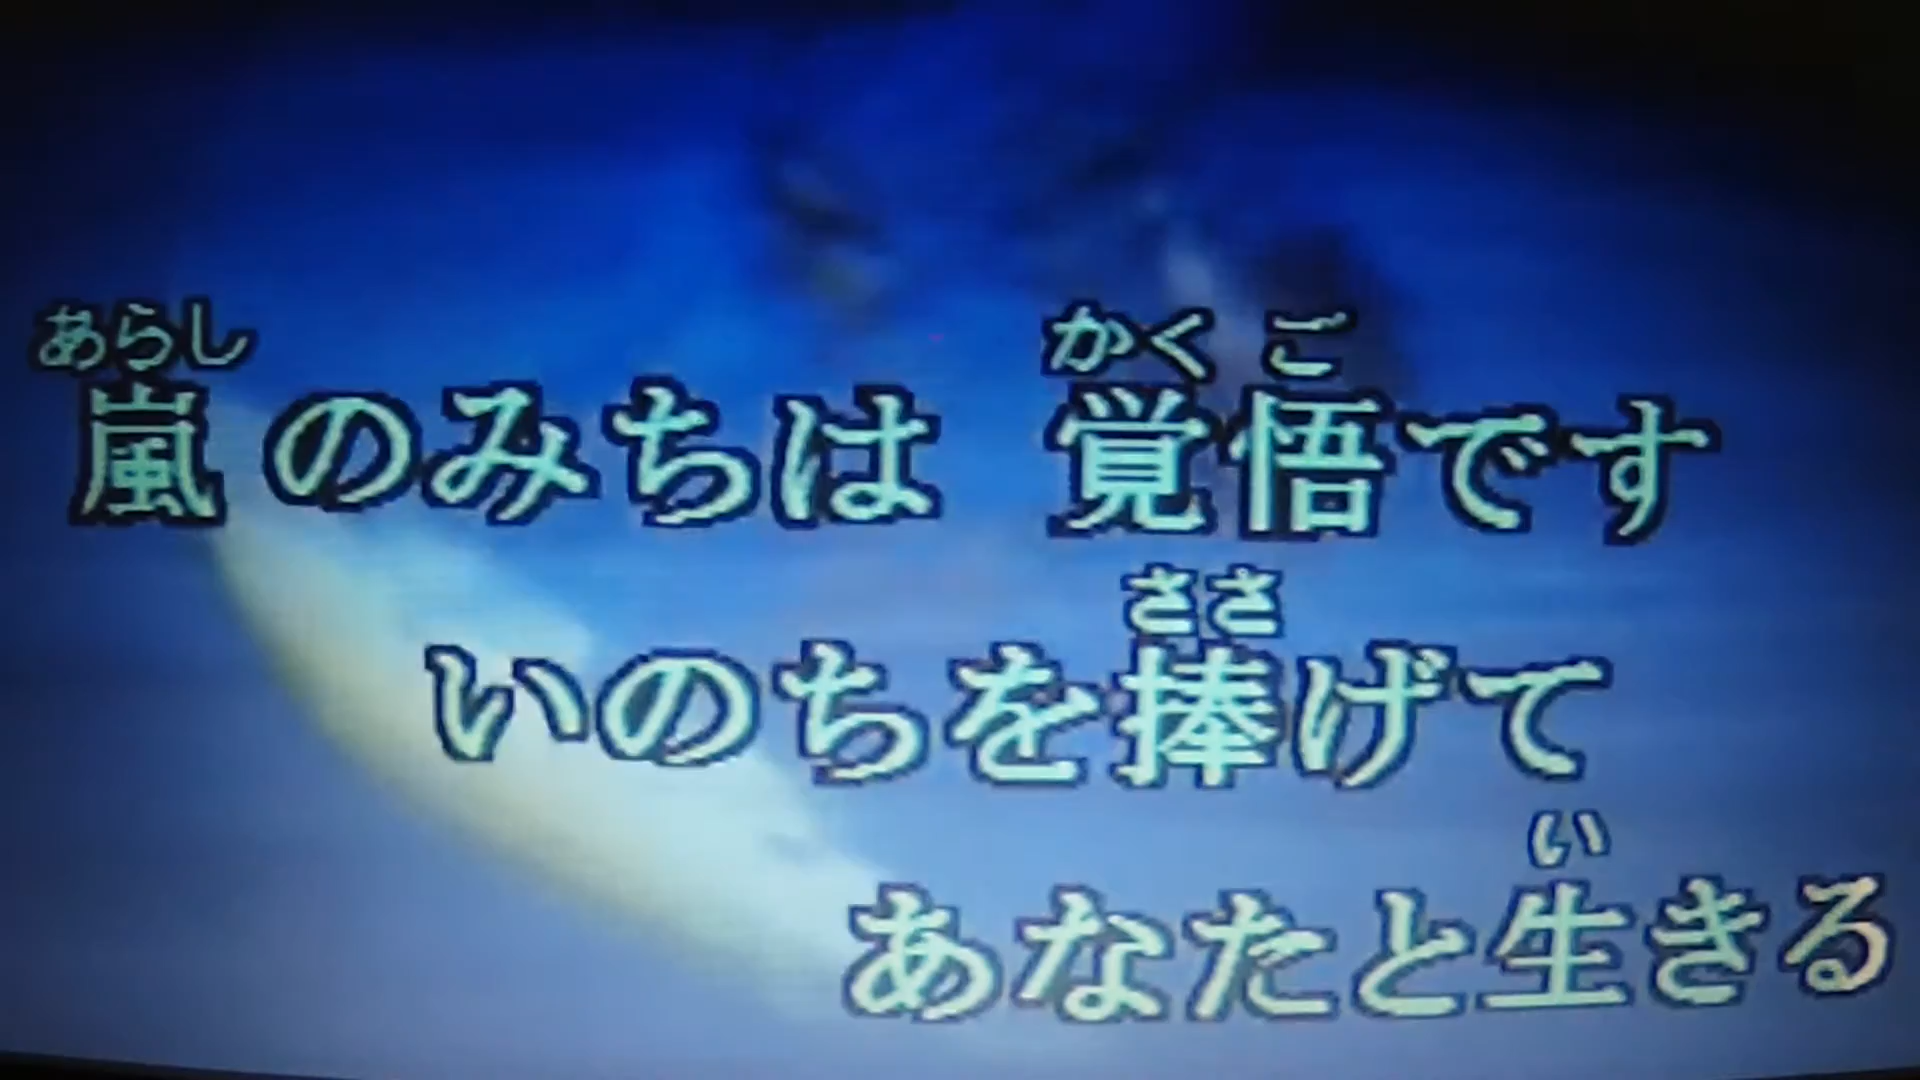 あらし かくご
嵐のみちは 覚悟です
ささ
いのちを捧げて
い
あなたと生きる